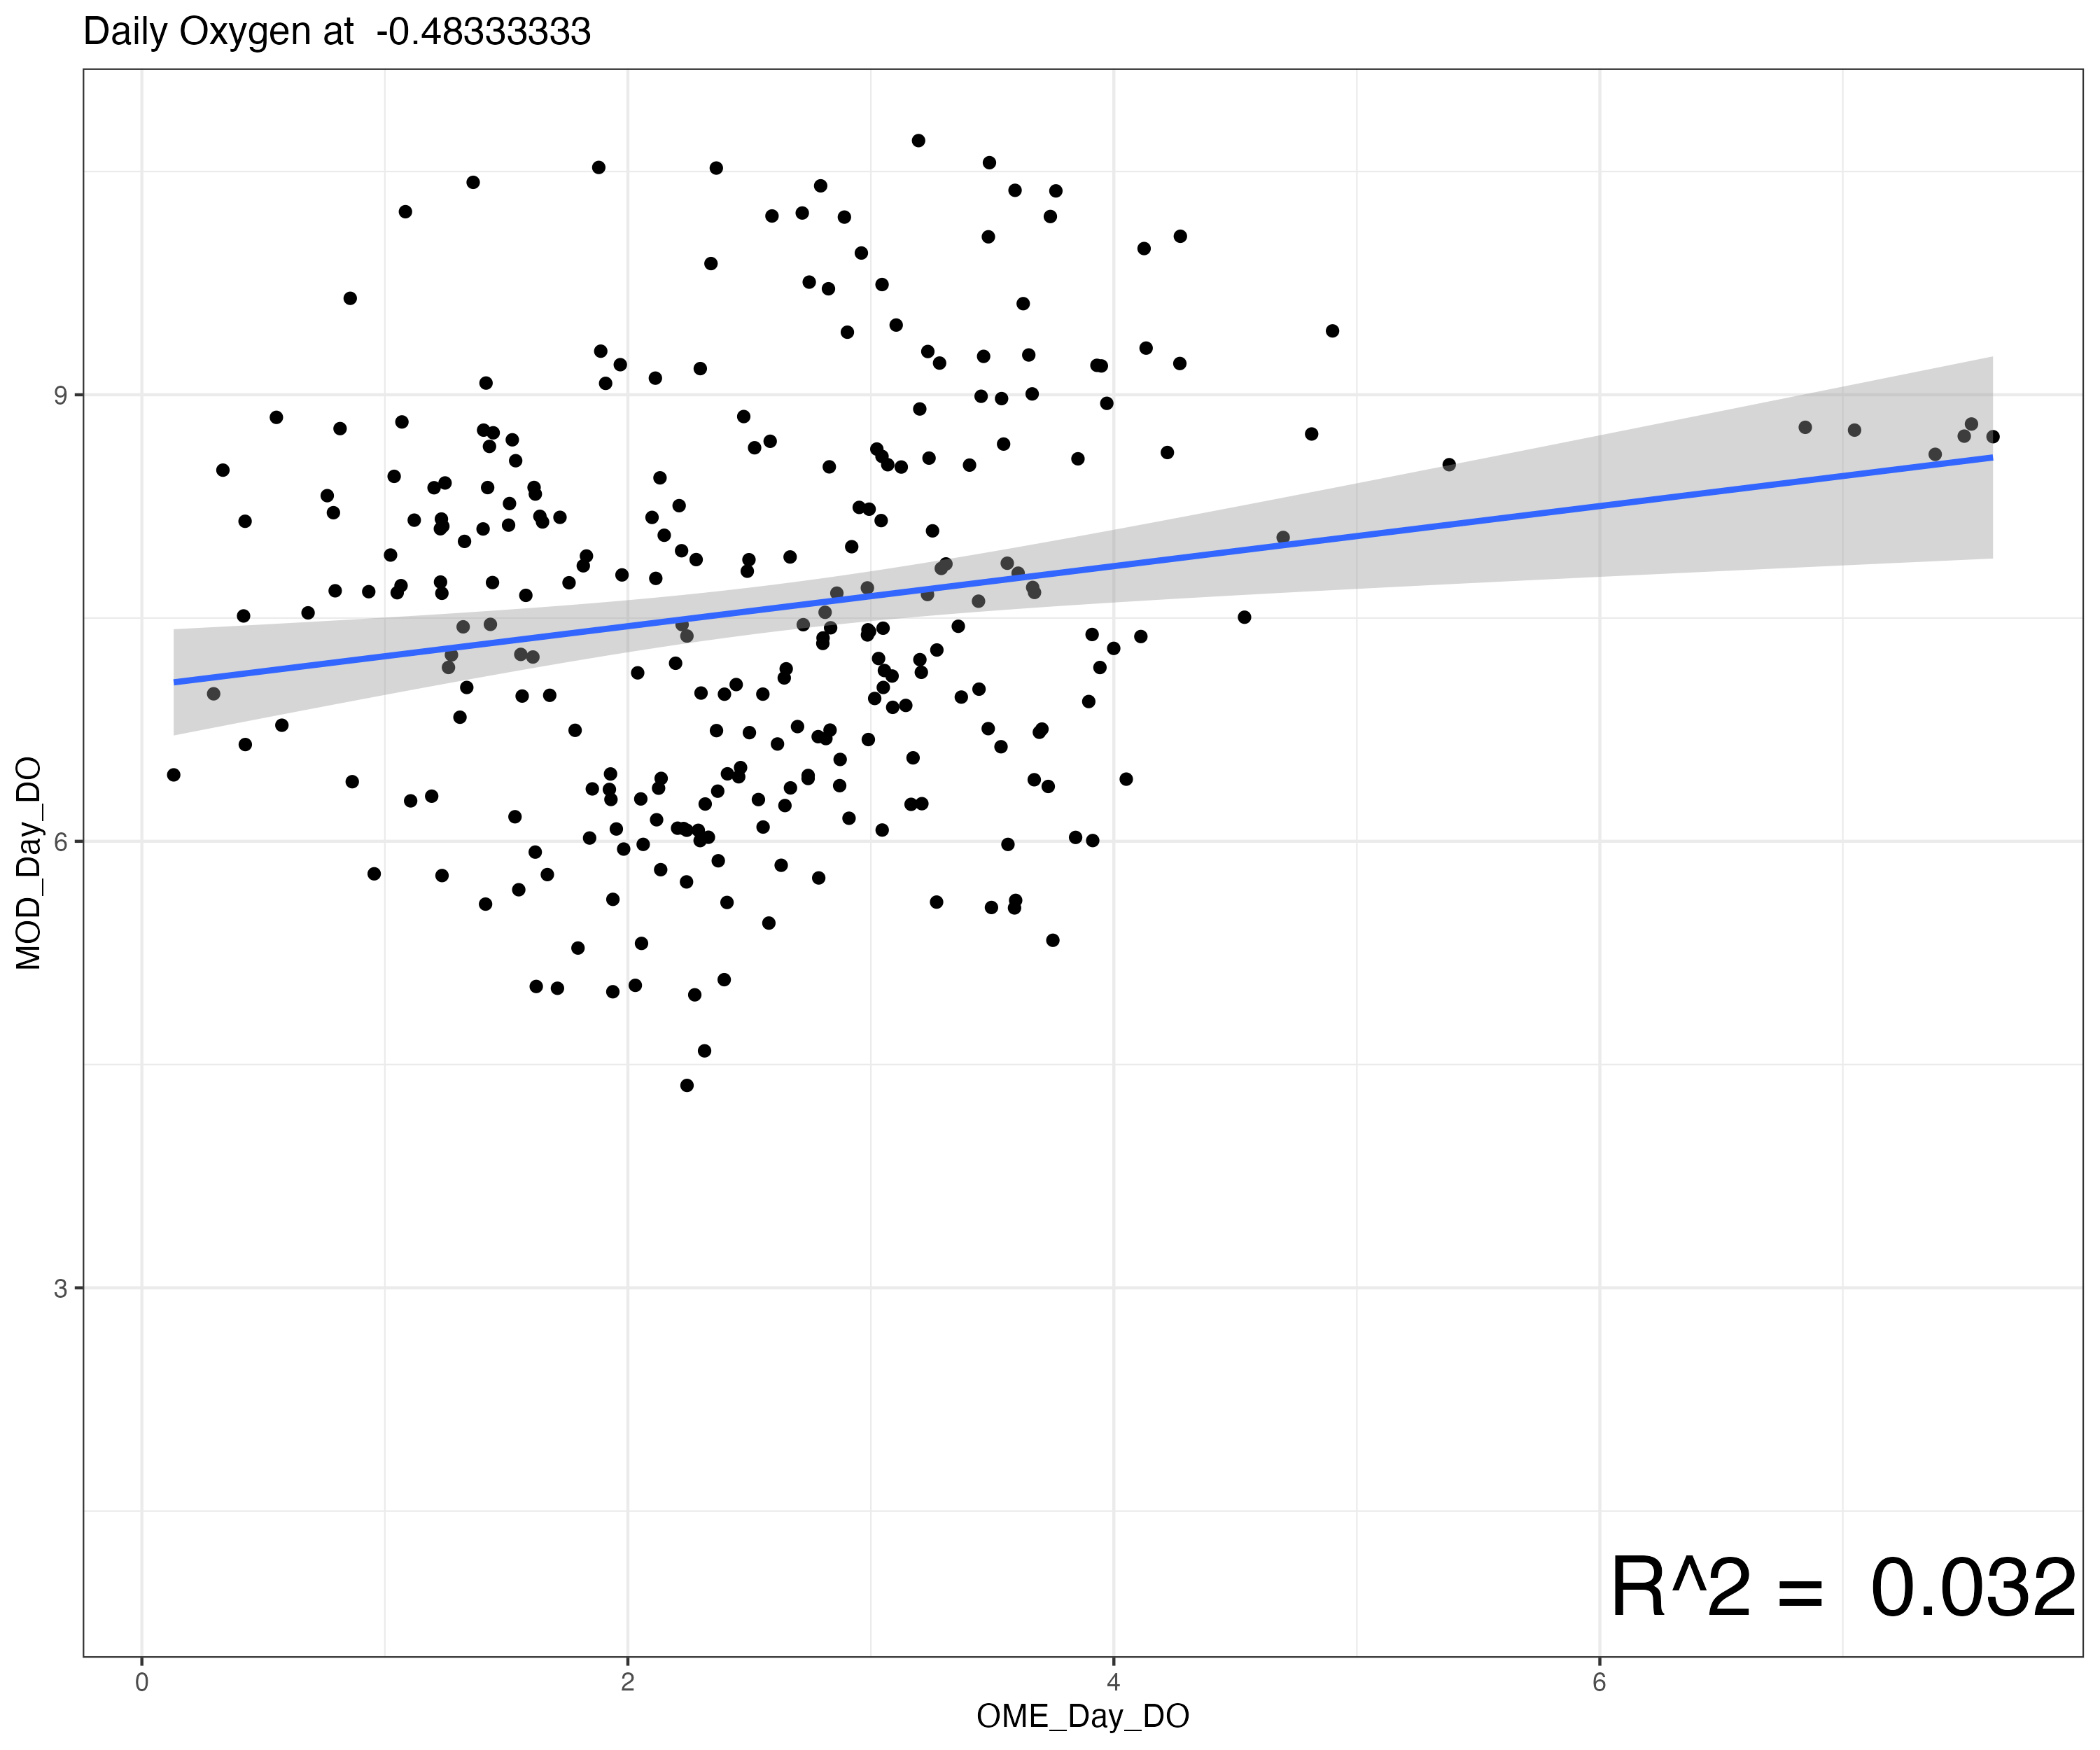 Daily Oxygen at  -0.48333333
9
6
3
MOD_Day_DO
0 2 4 6
OME_Day_DO
R^2 =  0.032